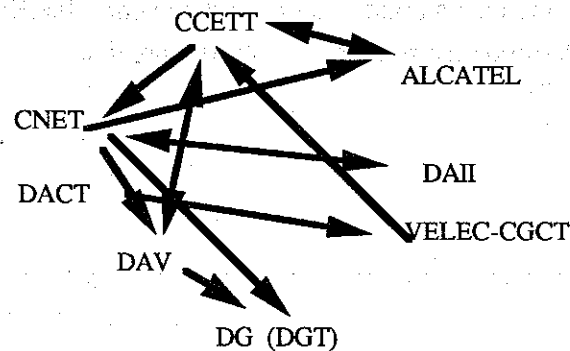 CCETT
ALCATEL
CNET
DAII
DACT
VELEC-CGCT
DAV
DG (DGT)